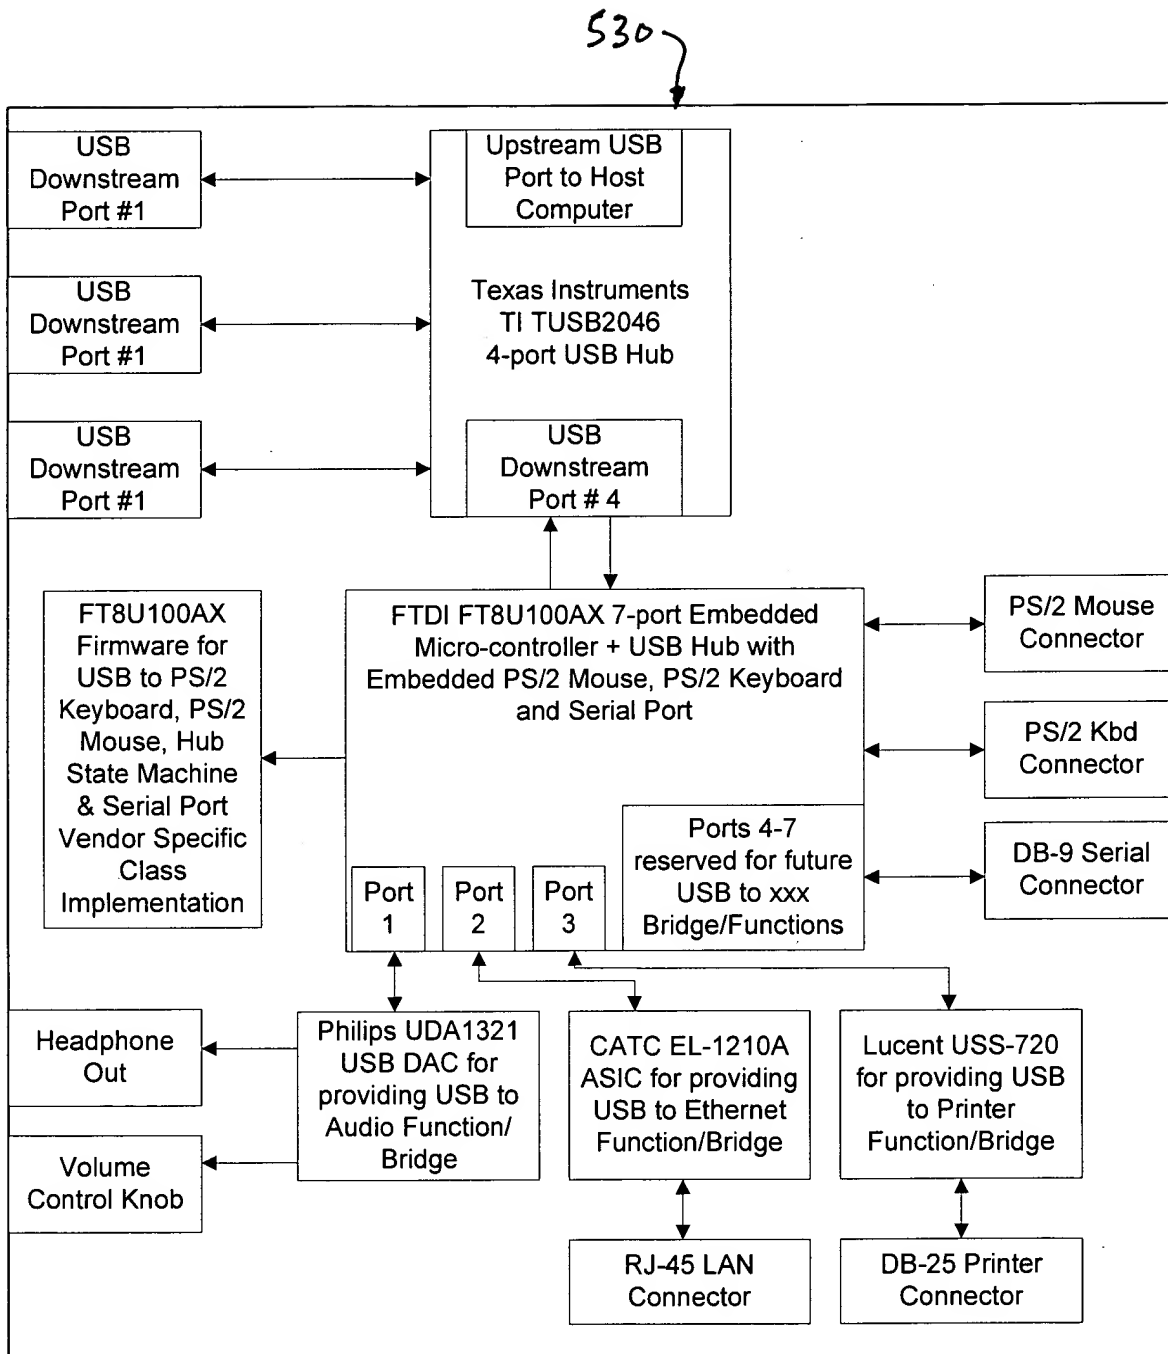 530
USB
Downstream
Port #1
Upstream USB
Port to Host
Computer
USB
Downstream
Port #1
Texas Instruments
TI TUSB2046
4-port USB Hub
USB
Downstream
Port #1
USB
Downstream
Port # 4
FT8U100AX
Firmware for
USB to PS/2
Keyboard, PS/2
Mouse, Hub
State Machine
& Serial Port
Vendor Specific
Class
Implementation
FTDI FT8U100AX 7-port Embedded
Micro-controller + USB Hub with
Embedded PS/2 Mouse, PS/2 Keyboard
and Serial Port
PS/2 Mouse
Connector
PS/2 Kbd
Connector
DB-9 Serial
Connector
Port
1
Port
2
Port
3
Ports 4-7
reserved for future
USB to xxx
Bridge/Functions
Headphone
Out
Volume
Control Knob
Philips UDA1321
USB DAC for
providing USB to
Audio Function/
Bridge
CATC EL-1210A
ASIC for providing
USB to Ethernet
Function/Bridge
Lucent USS-720
for providing USB
to Printer
Function/Bridge
RJ-45 LAN
Connector
DB-25 Printer
Connector